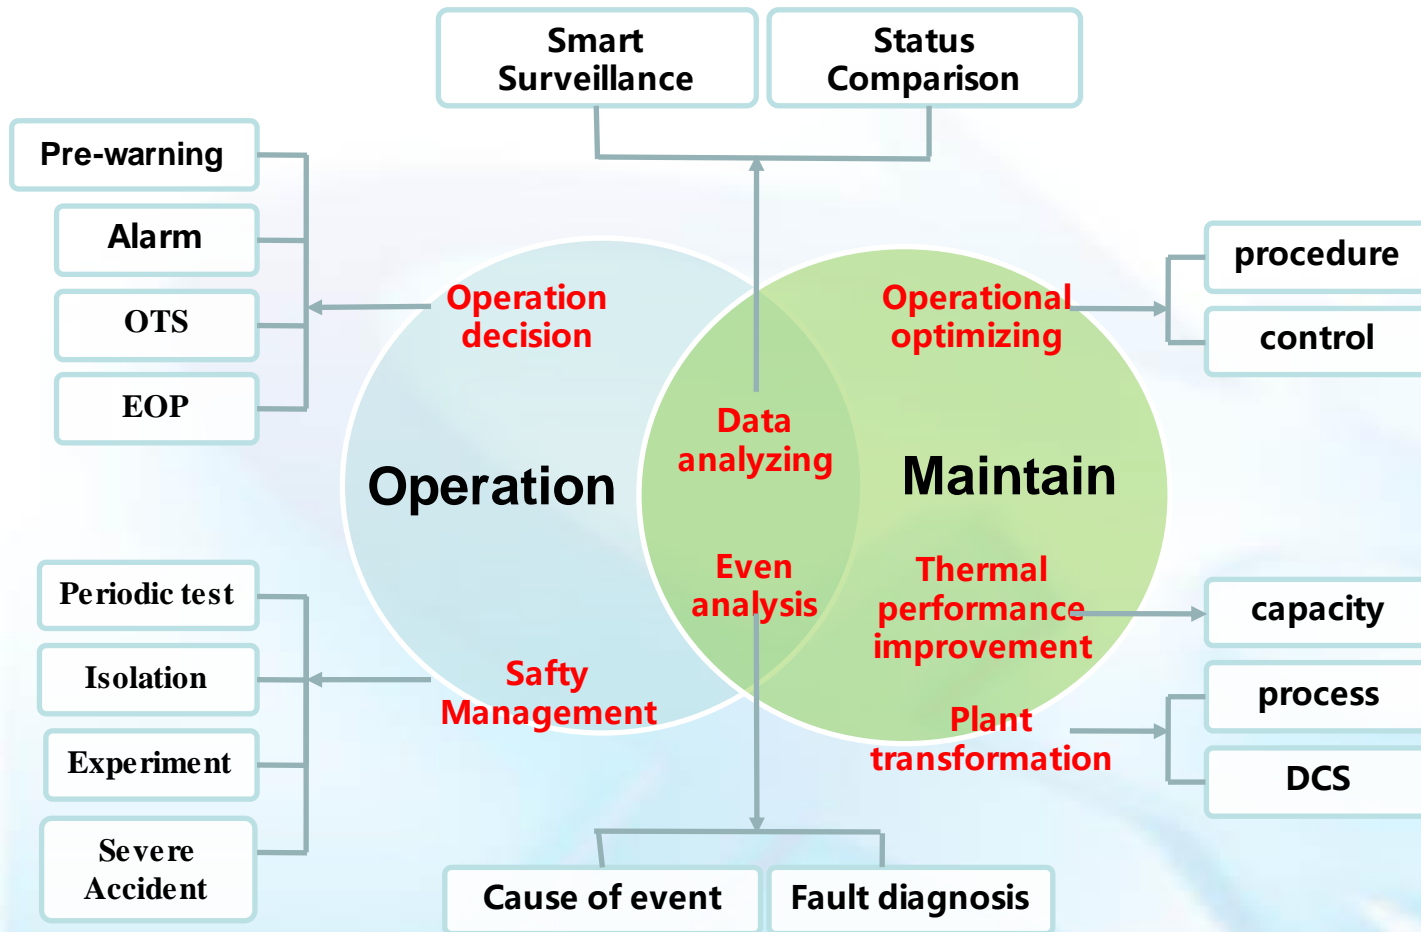 Smart
Surveillance
Status
Comparison
Pre-warning
Alarm
OTS
EOP
Operation
decision
Operational
optimizing
procedure
control
Data
analyzing
Operation
Maintain
Even
analysis
Thermal
performance
improvement
capacity
Periodic test
Isolation
Experiment
Severe
Accident
Safty
Management
Plant
transformation
process
DCS
Cause of event
Fault diagnosis